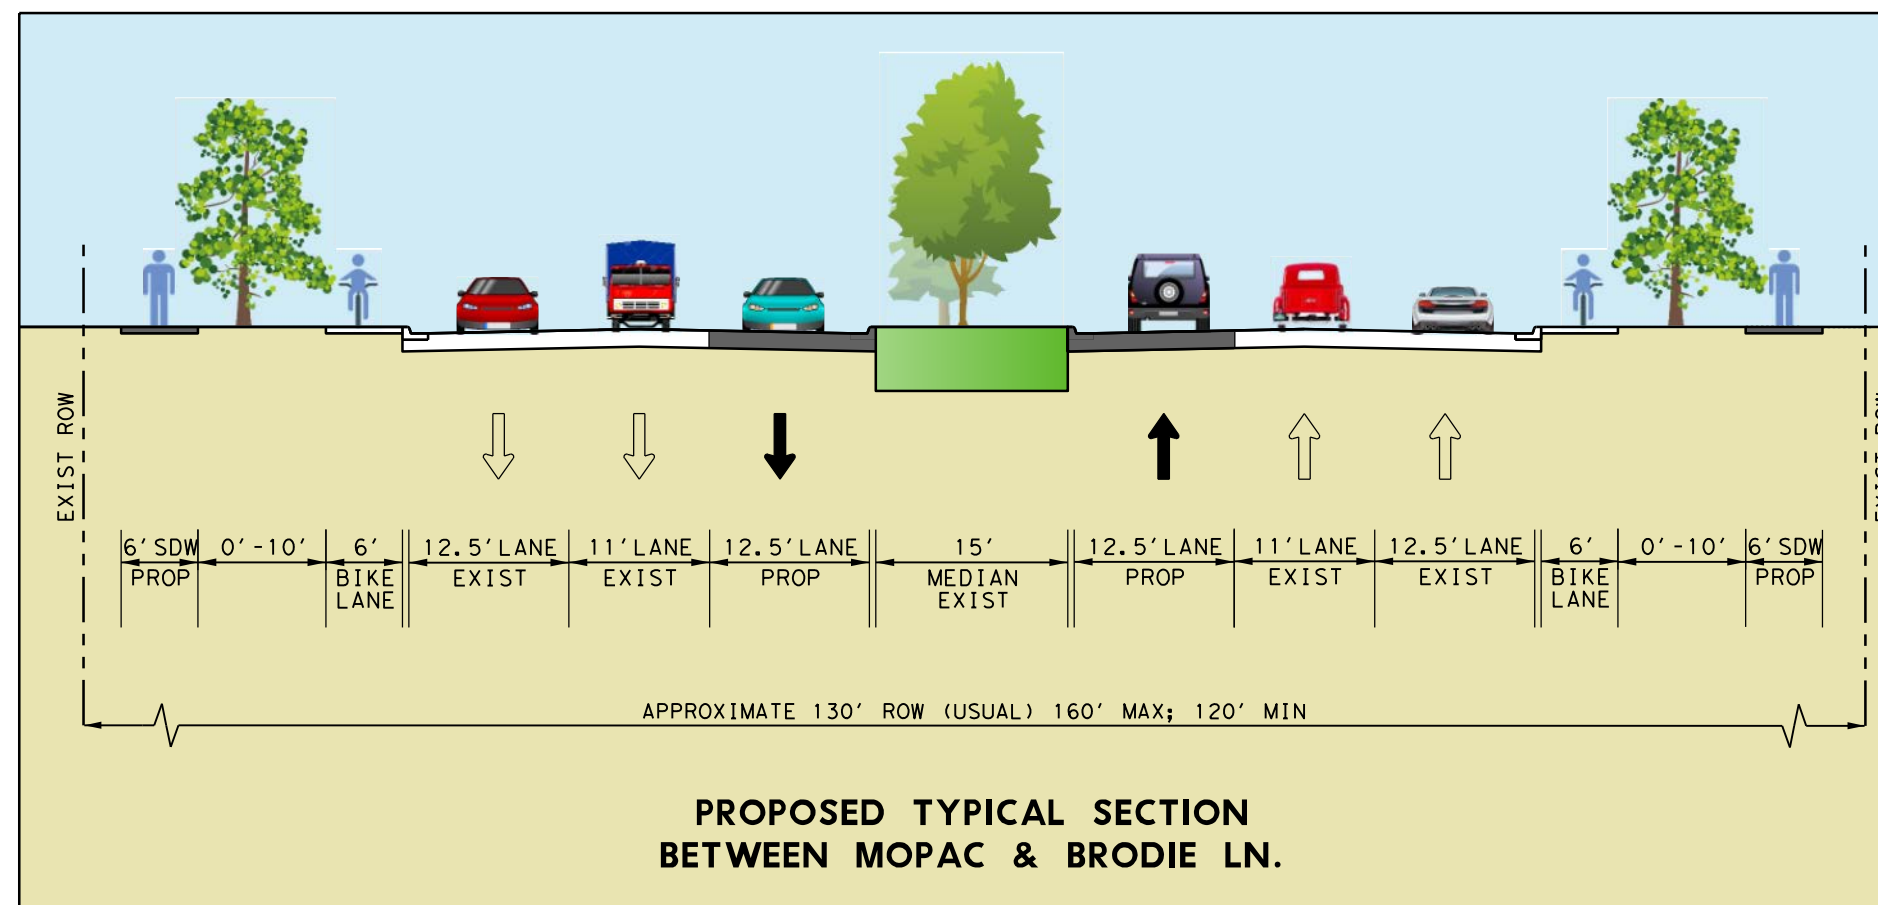 EXIST ROW
EXIST ROW
6' SDW 0'-10' 6' 12.5' LANE 11' LANE 12.5' LANE 15' 12.5' LANE 11' LANE 12.5' LANE 6' 0'-10' 6' SDW
PROP BIKE EXIST EXIST PROP MEDIAN PROP EXIST EXIST BIKE PROP
LANE EXIST LANE
APPROXIMATE 130' ROW (USUAL) 160' MAX; 120' MIN
PROPOSED TYPICAL SECTION
BETWEEN MOPAC & BRODIE LN.